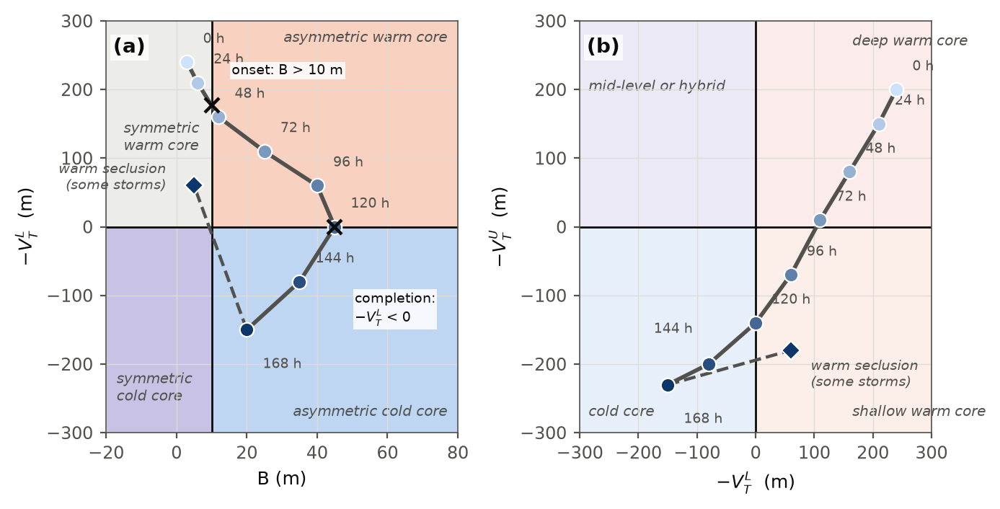 (a)
0 h
asymmetric warm core
24 h
onset: B > 10 m
48 h
symmetric
warm core
72 h
warm seclusion
(some storms)
96 h
120 h
144 h
completion:
−V_T^L < 0
168 h
symmetric
cold core
asymmetric cold core
300
200
100
0
−100
−200
−300
−20
0
20
40
60
80
B (m)
−V_T^L (m)
(b)
deep warm core
0 h
mid-level or hybrid
24 h
48 h
72 h
96 h
120 h
144 h
warm seclusion
(some storms)
cold core
168 h
shallow warm core
300
200
100
0
−100
−200
−300
−300
−200
−100
0
100
200
300
−V_T^L (m)
−V_T^U (m)